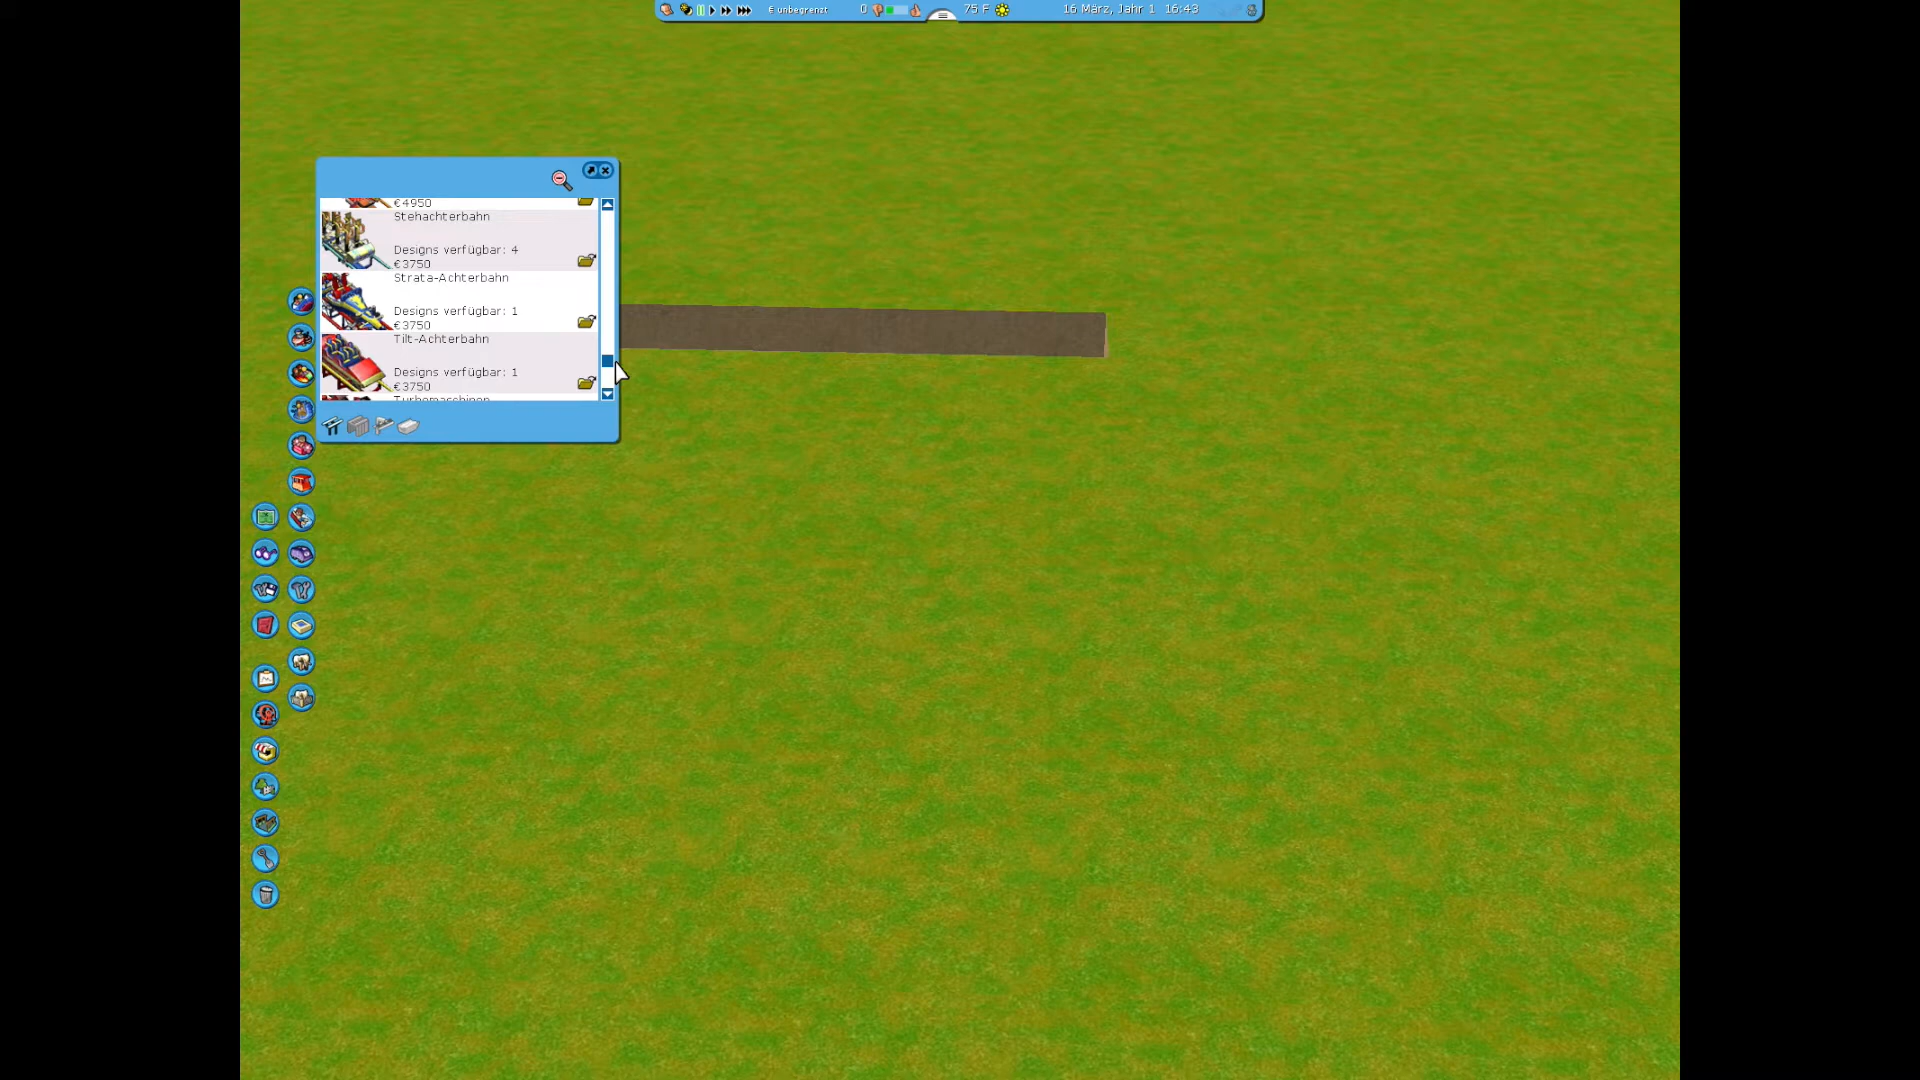 € unbegrenzt 0 75 F 16 März, Jahr 1 16:43
€4950
Stehachterbahn
Designs verfügbar: 4
€3750
Strata-Achterbahn
Designs verfügbar: 1
€3750
Tilt-Achterbahn
Designs verfügbar: 1
€3750
Turbomaschinen